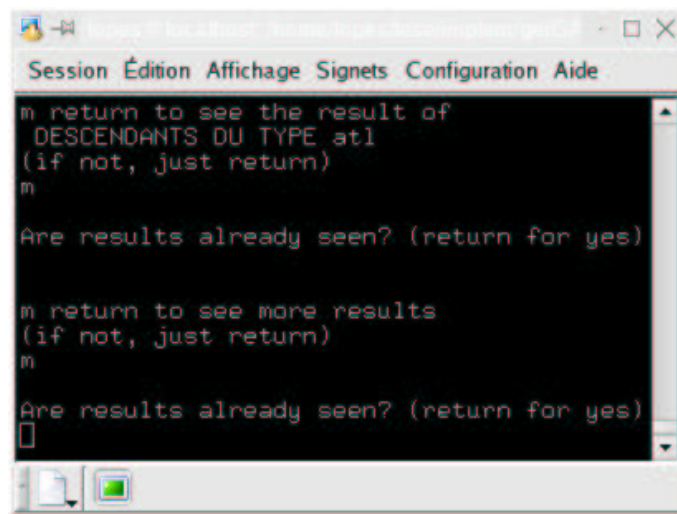 Session Édition Affichage Signets Configuration Aide
m return to see the result of
DESCENDANTS DU TYPE atl
(if not, just return)
m
Are results already seen? (return for yes)
m return to see more results
(if not, just return)
m
Are results already seen? (return for yes)